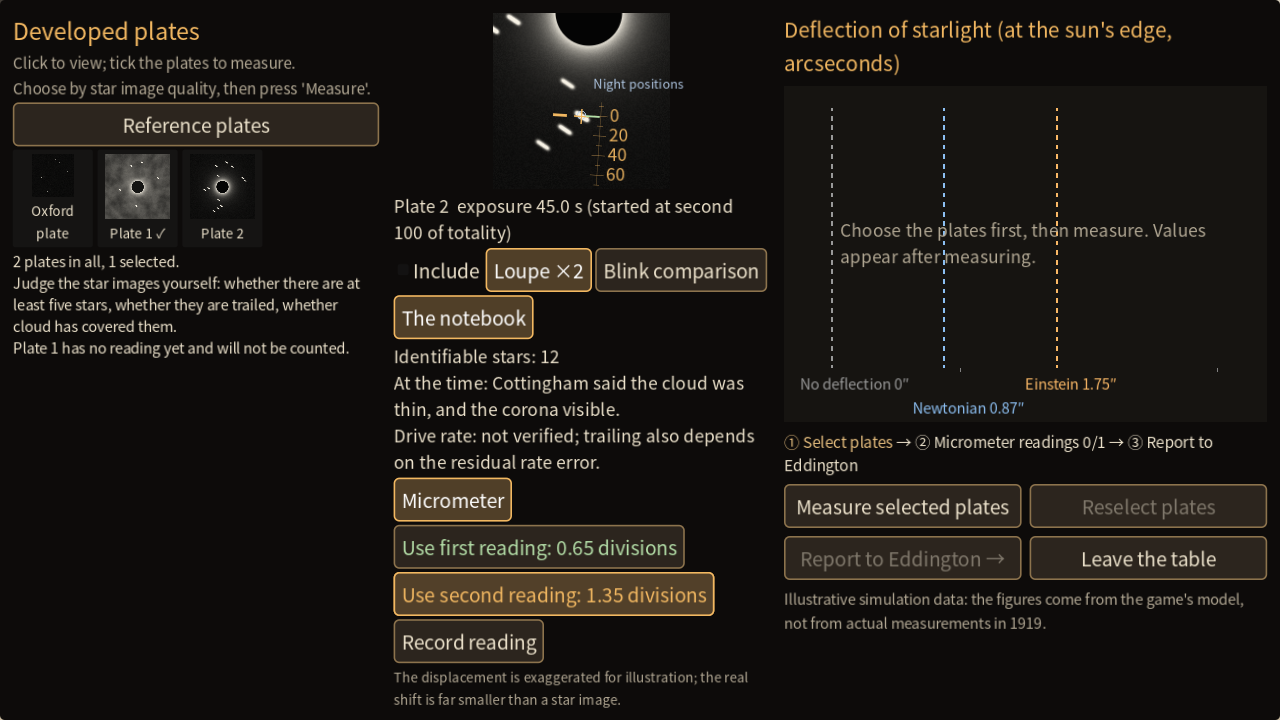 Developed plates
Click to view; tick the plates to measure.
Choose by star image quality, then press 'Measure'.
Reference plates
Oxford
plate
Plate 1 ✓
Plate 2
2 plates in all, 1 selected.
Judge the star images yourself: whether there are at
least five stars, whether they are trailed, whether
cloud has covered them.
Plate 1 has no reading yet and will not be counted.
Night positions
0
20
40
60
Plate 2  exposure 45.0 s (started at second
100 of totality)
Include
Loupe ×2
Blink comparison
The notebook
Identifiable stars: 12
At the time: Cottingham said the cloud was
thin, and the corona visible.
Drive rate: not verified; trailing also depends
on the residual rate error.
Micrometer
Use first reading: 0.65 divisions
Use second reading: 1.35 divisions
Record reading
The displacement is exaggerated for illustration; the real
shift is far smaller than a star image.
Deflection of starlight (at the sun's edge,
arcseconds)
Choose the plates first, then measure. Values
appear after measuring.
No deflection 0″
Einstein 1.75″
Newtonian 0.87″
① Select plates → ② Micrometer readings 0/1 → ③ Report to
Eddington
Measure selected plates
Reselect plates
Report to Eddington →
Leave the table
Illustrative simulation data: the figures come from the game's model,
not from actual measurements in 1919.